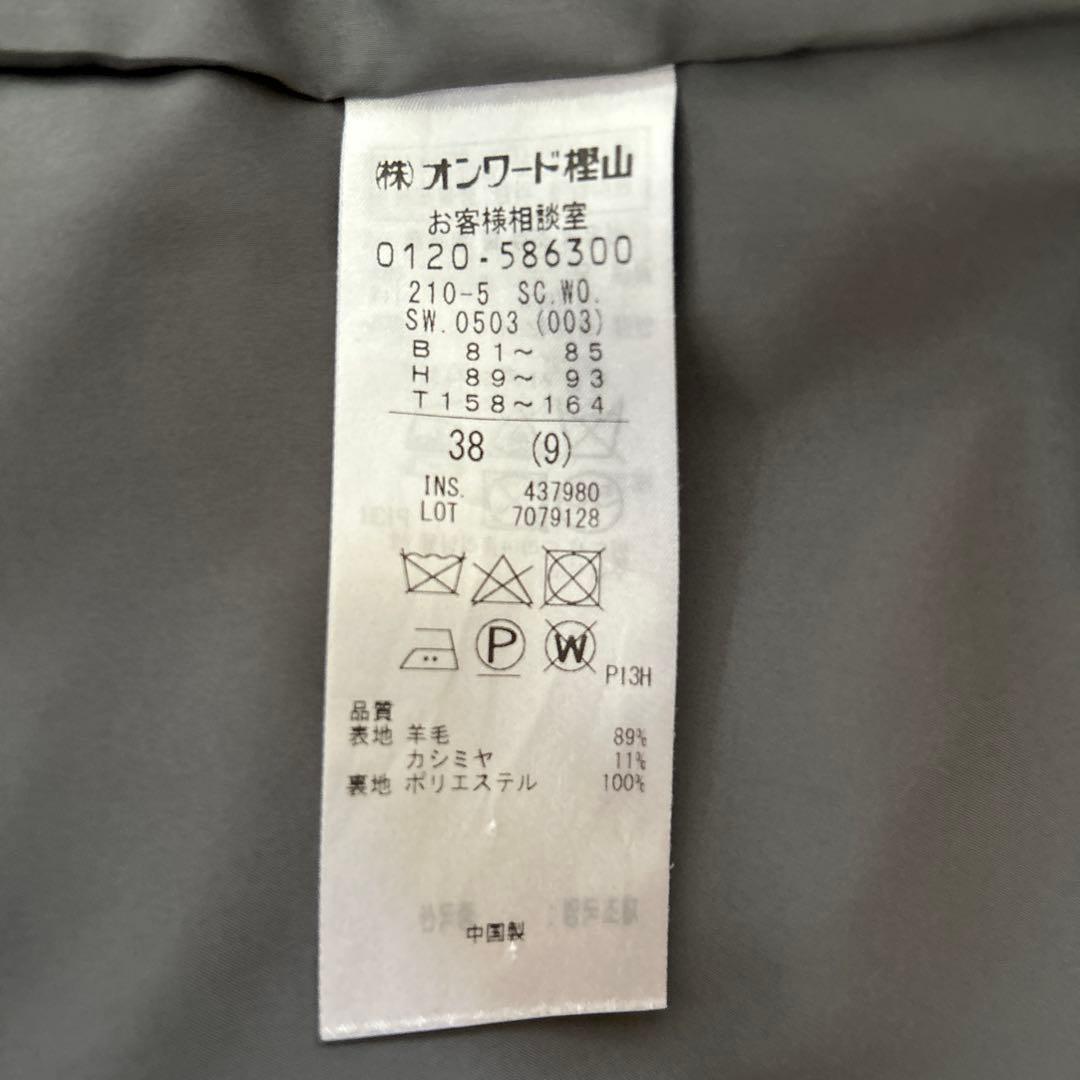 (株)オンワード樫山
お客様相談室
0120-586300
210-5 SC.WO.
SW.0503 (003)
B 81～ 85
H 89～ 93
T158～164
38 (9)
INS. 437980
LOT 7079128
P W
P13H
品質
表地 羊毛 89%
カシミヤ 11%
裏地 ポリエステル 100%
中国製